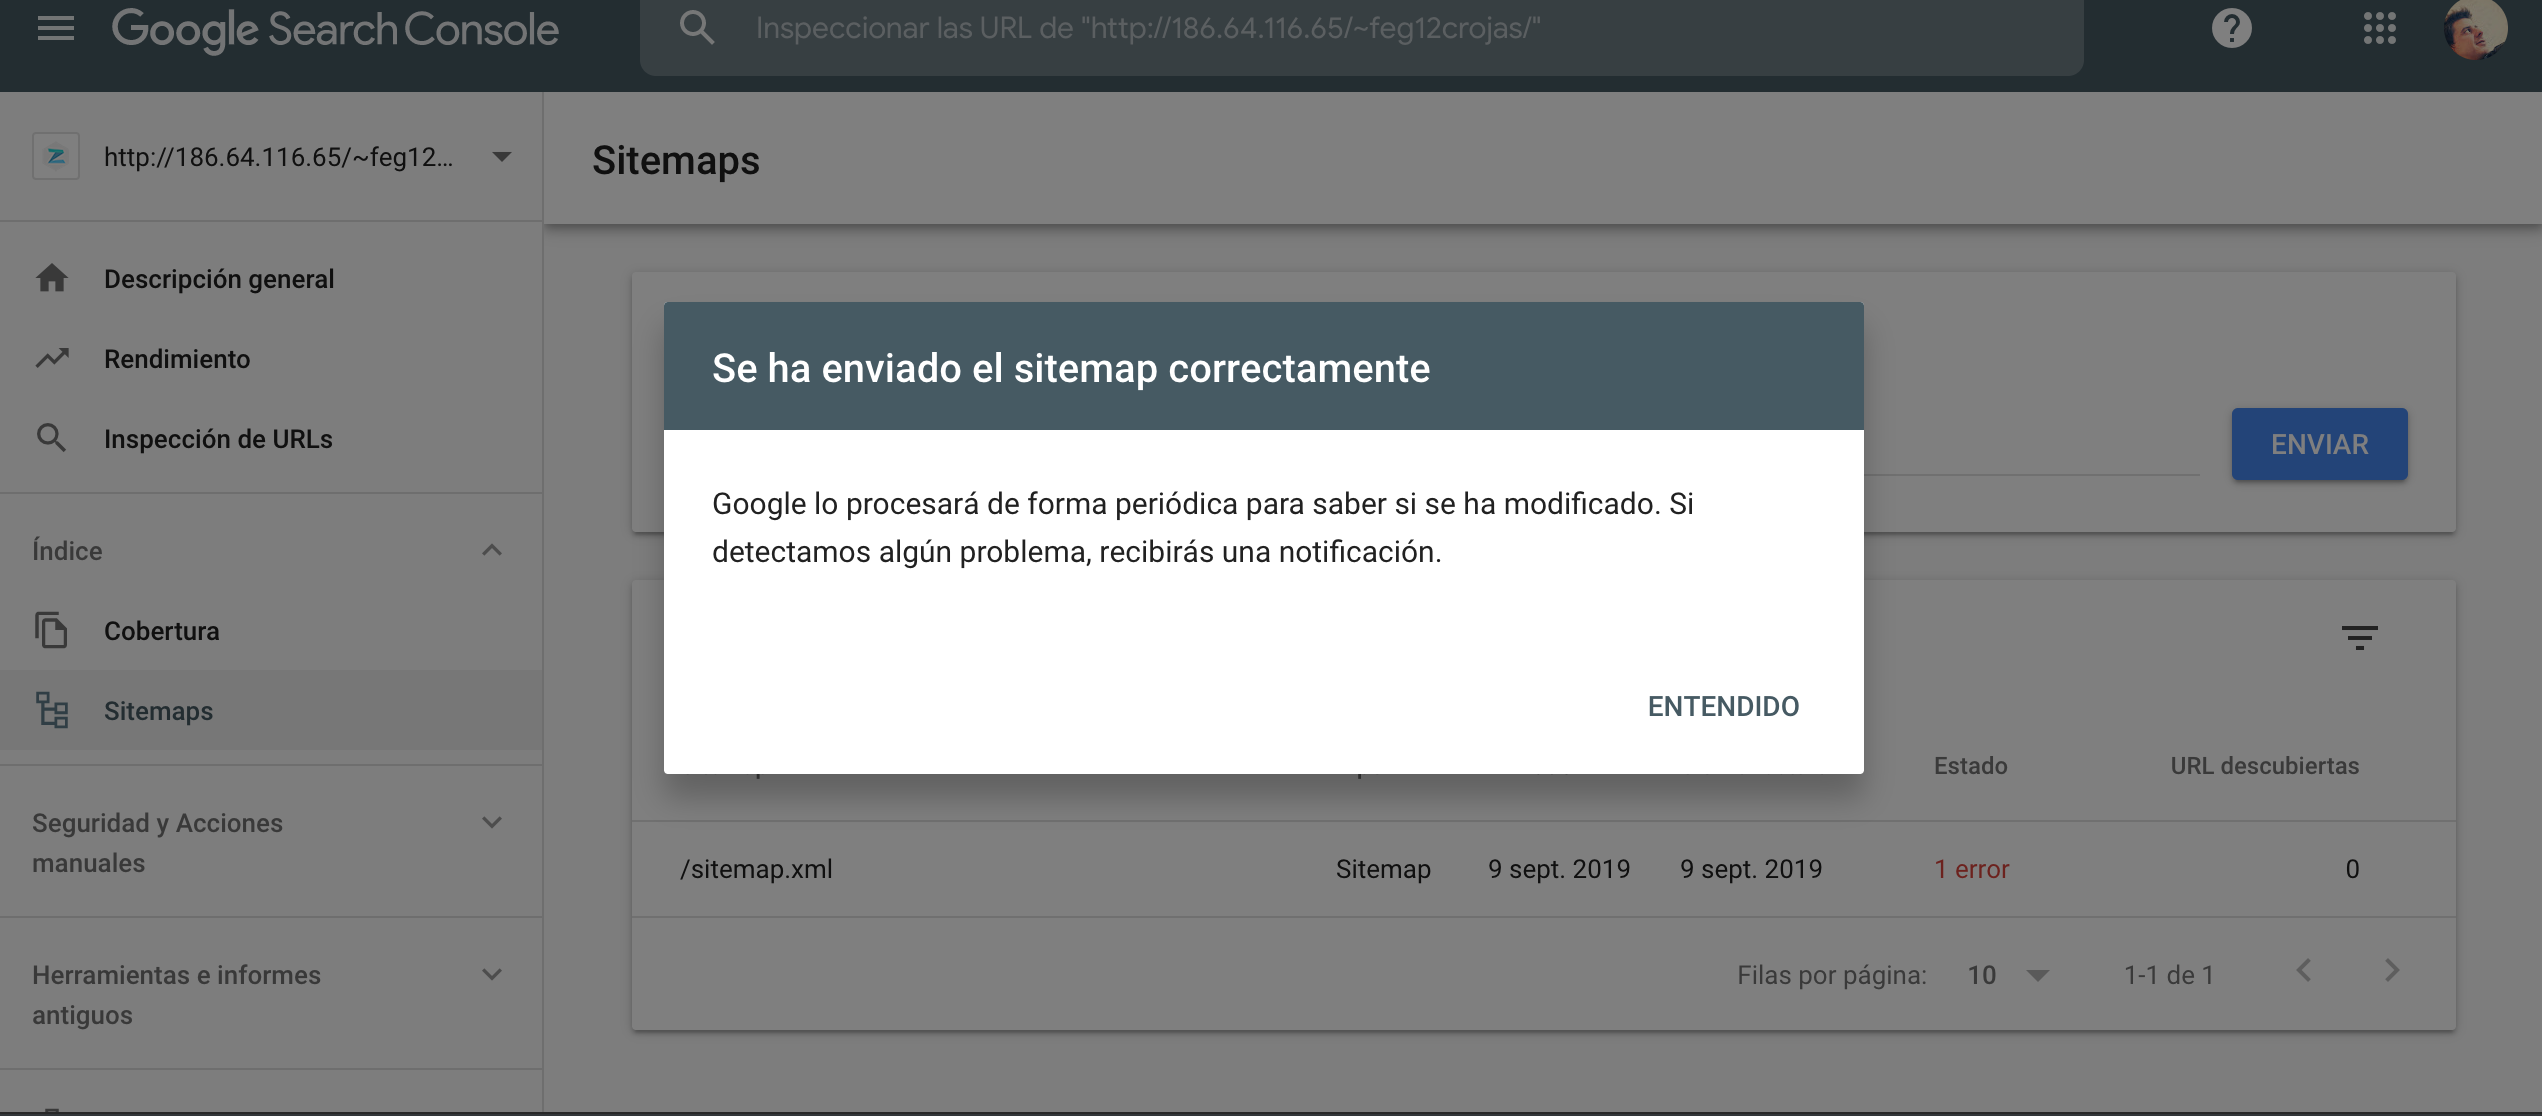 Google Search Console
Inspeccionar las URL de "http://186.64.116.65/~feg12crojas/"
http://186.64.116.65/~feg12...
Descripción general
Rendimiento
Inspección de URLs
Índice
Cobertura
Sitemaps
Seguridad y Acciones
manuales
Herramientas e informes
antiguos
Sitemaps
ENVIAR
Se ha enviado el sitemap correctamente
Google lo procesará de forma periódica para saber si se ha modificado. Si
detectamos algún problema, recibirás una notificación.
ENTENDIDO
Estado URL descubiertas
/sitemap.xml Sitemap 9 sept. 2019 9 sept. 2019 1 error 0
Filas por página: 10 1-1 de 1